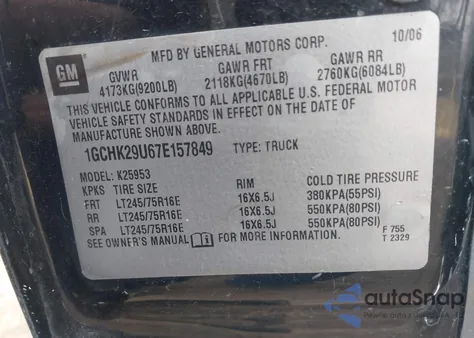 MFD BY GENERAL MOTORS CORP. 10/06
GM
GVWR GAWR FRT GAWR RR
4173KG(9200LB) 2118KG(4670LB) 2760KG(6084LB)
THIS VEHICLE CONFORMS TO ALL APPLICABLE U.S. FEDERAL MOTOR
VEHICLE SAFETY STANDARDS IN EFFECT ON THE DATE OF
MANUFACTURE SHOWN ABOVE.
1GCHK29U67E157849 TYPE: TRUCK
MODEL: K25953
KPKS TIRE SIZE RIM COLD TIRE PRESSURE
FRT LT245/75R16E 16X6.5J 380KPA(55PSI)
RR LT245/75R16E 16X6.5J 550KPA(80PSI)
SPA LT245/75R16E 16X6.5J 550KPA(80PSI)
SEE OWNER'S MANUAL FOR MORE INFORMATION.
F 755
T 2329
autoSnap